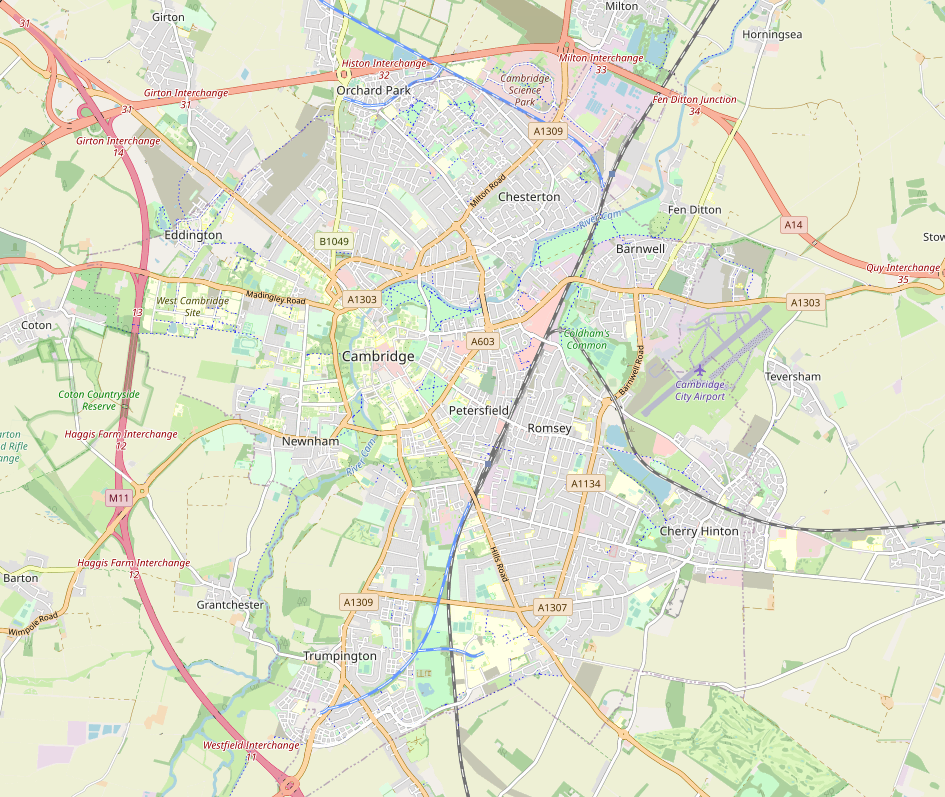 Milton
Girton
31
Horningsea
Histon Interchange
32
Milton Interchange
33
Cambridge
Science
Park
Orchard Park
Girton Interchange
31
Fen Ditton Junction
34
31
A1309
Girton Interchange
14
Milton Road
Chesterton
River Cam
Fen Ditton
A14
Eddington
B1049
Barnwell
Stow
Quy Interchange
35
West Cambridge
Site
Madingley Road
A1303
A1303
13
Coton
Coldham's
Common
A603
Cambridge
Barnwell Road
Cambridge
City Airport
Teversham
Coton Countryside
Reserve
Petersfield
Romsey
Haggis Farm Interchange
12
Newnham
arton
d Rifle
ange
River Cam
M11
A1134
Cherry Hinton
Hills Road
Haggis Farm Interchange
12
Barton
Grantchester
A1309
A1307
Wimpole Road
Trumpington
Westfield Interchange
11